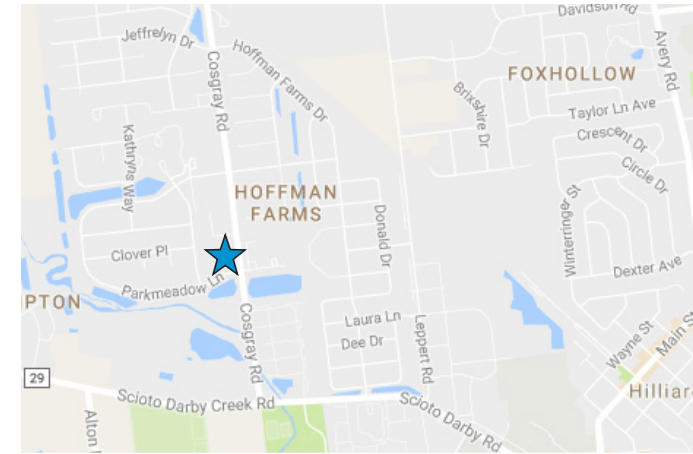 Davidson Rd
Jeffrelyn Dr
Hoffman Farms Dr
Cosgray Rd
Avery Rd
FOXHOLLOW
Brixshire Dr
Taylor Ln Ave
Crescent Dr
Kathryns Way
Circle Dr
HOFFMAN
FARMS
Donald Dr
Winteringer St
Clover Pl
Dexter Ave
Parkmeadow Ln
PTON
Cosgray Rd
Laura Ln
Leppert Rd
Dee Dr
Wayne St
Main St
29
Hilliar
Scioto Darby Creek Rd
Scioto Darby Rd
Alton